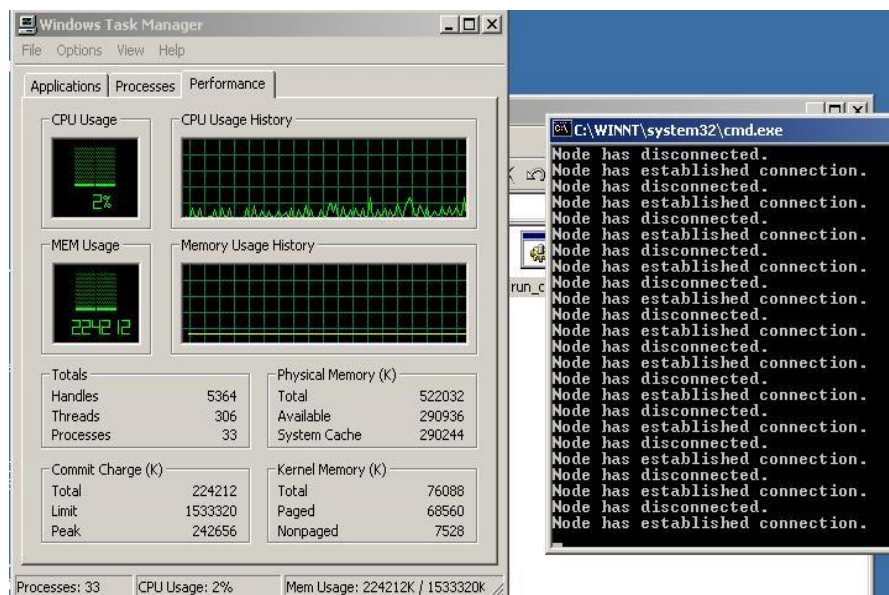 Windows Task Manager
File Options View Help
Applications Processes Performance
CPU Usage
CPU Usage History
2%
MEM Usage
Memory Usage History
224212
Totals
Handles 5364
Threads 306
Processes 33
Physical Memory (K)
Total 522032
Available 290936
System Cache 290244
Commit Charge (K)
Total 224212
Limit 1533320
Peak 242656
Kernel Memory (K)
Total 76088
Paged 68560
Nonpaged 7528
Processes: 33 CPU Usage: 2% Mem Usage: 224212K / 1533320K
run_c
C:\WINNT\system32\cmd.exe
Node has disconnected.
Node has established connection.
Node has disconnected.
Node has established connection.
Node has disconnected.
Node has established connection.
Node has disconnected.
Node has established connection.
Node has disconnected.
Node has established connection.
Node has disconnected.
Node has established connection.
Node has disconnected.
Node has established connection.
Node has disconnected.
Node has established connection.
Node has disconnected.
Node has established connection.
Node has disconnected.
Node has established connection.
Node has disconnected.
Node has established connection.
Node has disconnected.
Node has established connection.